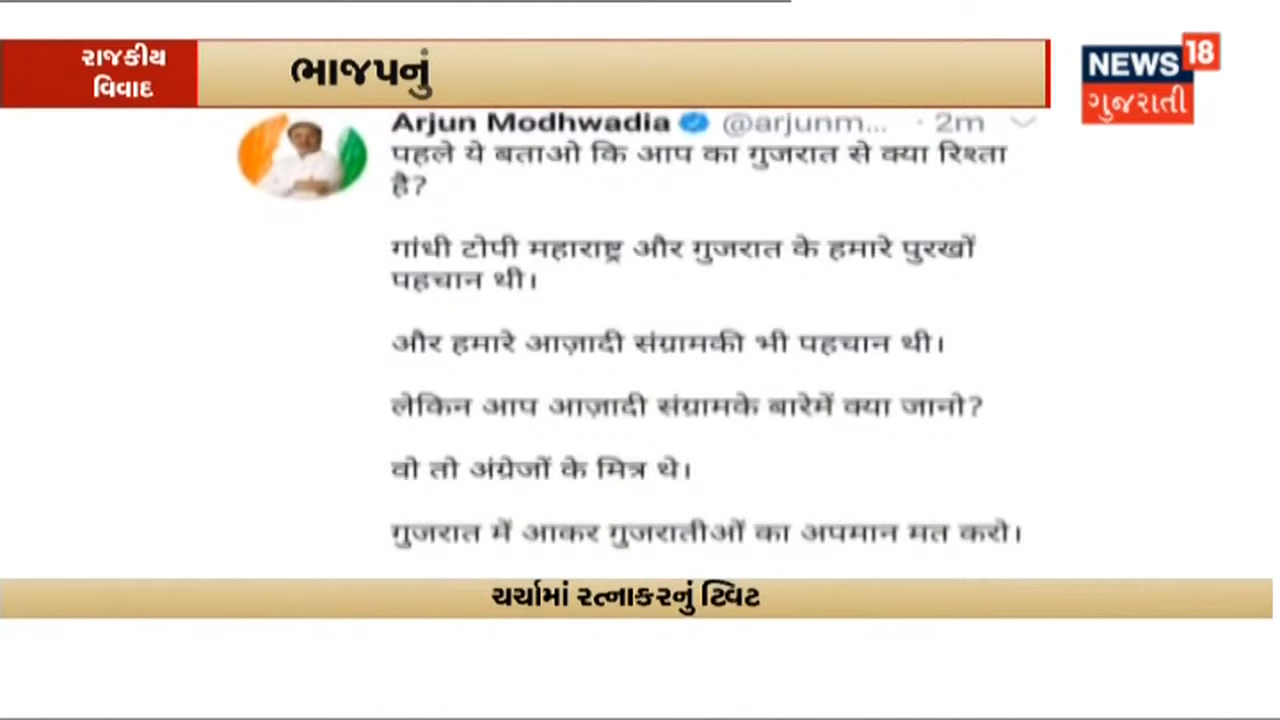 રાજકીય
વિવાદ
ભાજપનું
NEWS 18
ગુજરાતી
Arjun Modhwadia @arjunm... · 2m
पहले ये बताओ कि आप का गुजरात से क्या रिश्ता
है?
गांधी टोपी महाराष्ट्र और गुजरात के हमारे पुरखों
पहचान थी।
और हमारे आज़ादी संग्रामकी भी पहचान थी।
लेकिन आप आज़ादी संग्रामके बारेमें क्या जानो?
वो तो अंग्रेजों के मित्र थे।
गुजरात में आकर गुजरातीओं का अपमान मत करो।
ચર્ચામાં રત્નાકરનું ટ્વિટ